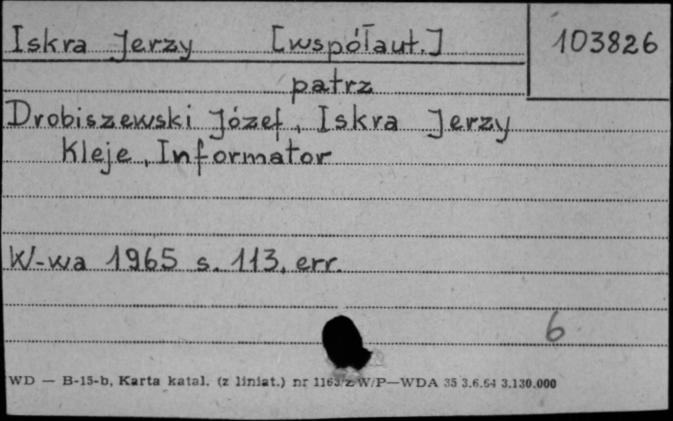 Iskra Jerzy [współaut.] 103826
patrz
Drobiszewski Józef, Iskra Jerzy
Kleje, Informator
W-wa 1965 s. 113, err.
6
WD — B-15-b, Karta katal. (z liniat.) nr 1163/z W/P—WDA 35 3.6.64 3.130.000